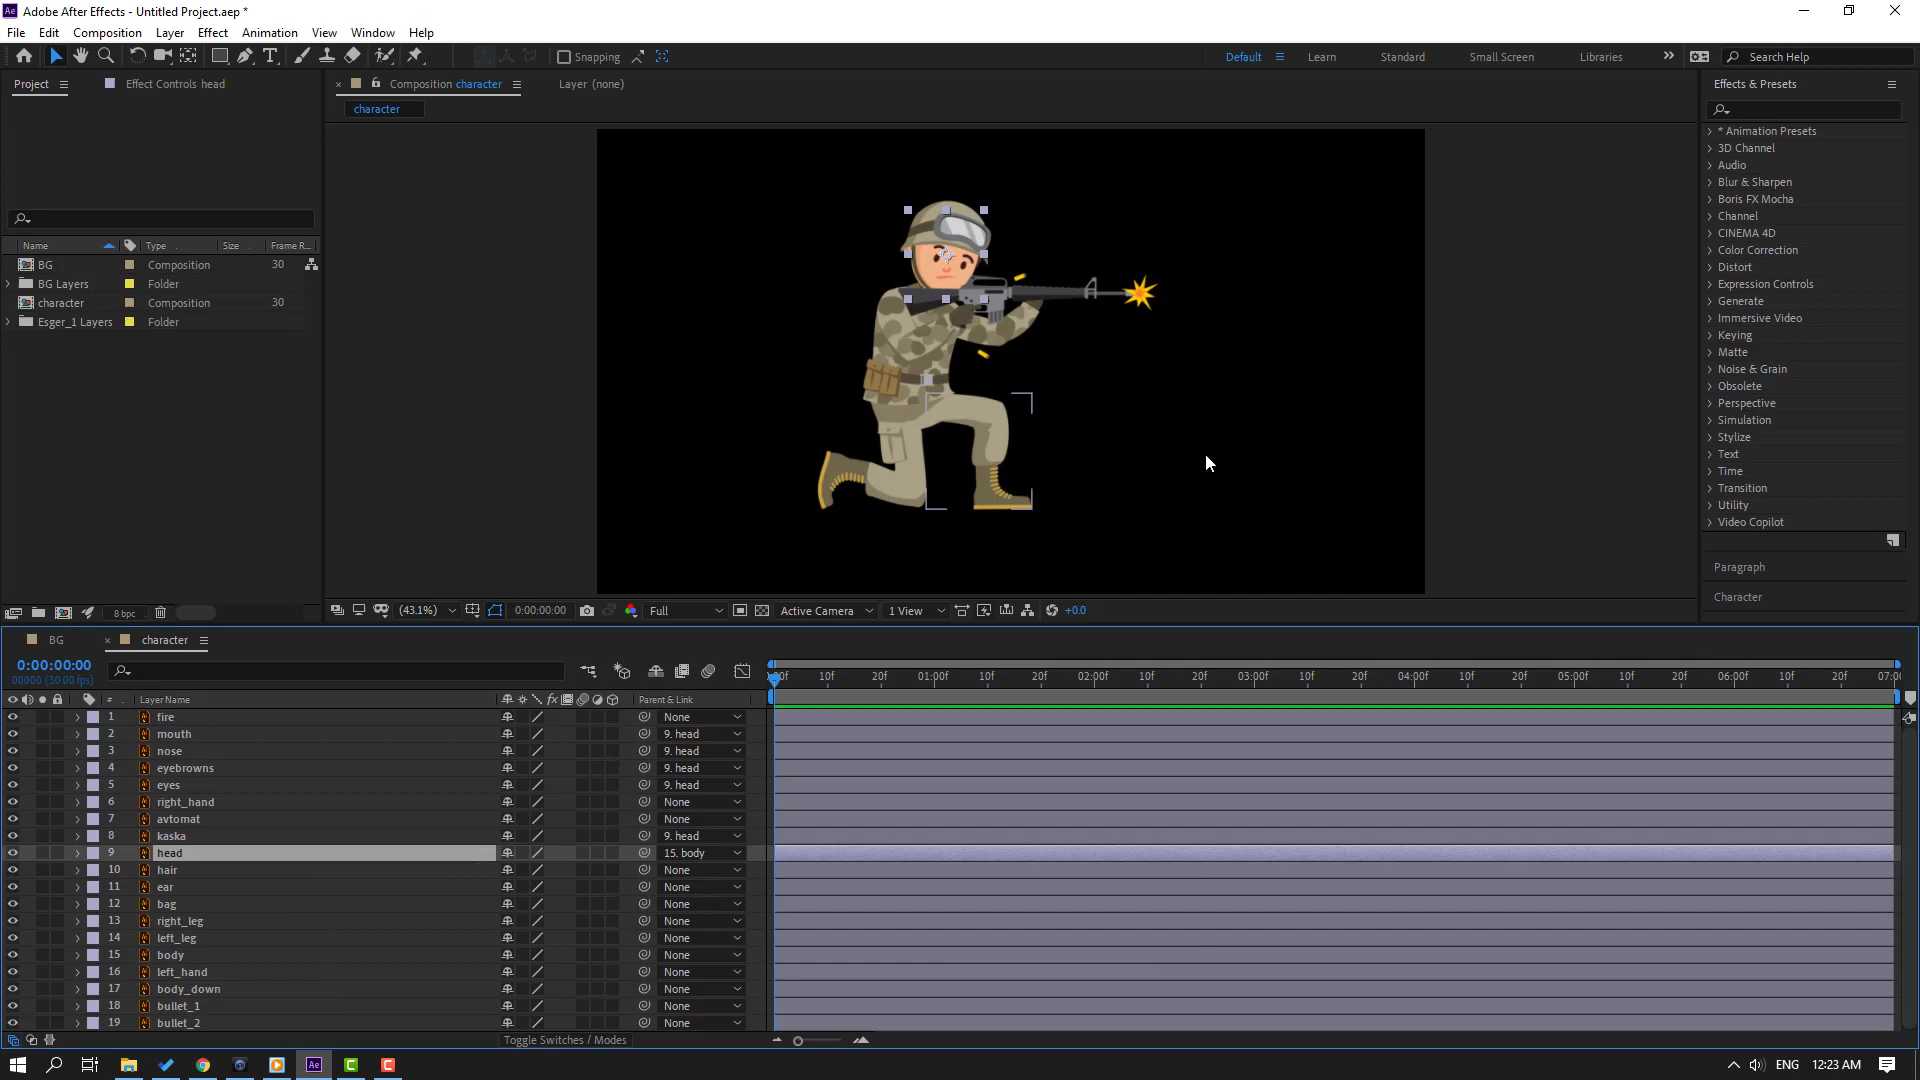 Adobe After Effects - Untitled Project.aep *
File Edit Composition Layer Effect Animation View Window Help
Snapping
Default Learn Standard Small Screen Libraries Search Help
Project Effect Controls head
Composition character Layer (none)
character
Effects & Presets
* Animation Presets
3D Channel
Audio
Blur & Sharpen
Boris FX Mocha
Channel
CINEMA 4D
Color Correction
Distort
Expression Controls
Generate
Immersive Video
Keying
Matte
Noise & Grain
Obsolete
Perspective
Simulation
Stylize
Text
Time
Transition
Utility
Video Copilot
Paragraph
Character
Name Type Size Frame R...
BG Composition 30
BG Layers Folder
character Composition 30
Esger_1 Layers Folder
8 bpc
(43.1%) 0:00:00:00 Full Active Camera 1 View +0.0
BG character
0:00:00:00
00000 (30.00 fps)
# Layer Name fx Parent & Link
:00f 10f 20f 01:00f 10f 20f 02:00f 10f 20f 03:00f 10f 20f 04:00f 10f 20f 05:00f 10f 20f 06:00f 10f 20f 07:00
1 fire None
2 mouth 9. head
3 nose 9. head
4 eyebrowns 9. head
5 eyes 9. head
6 right_hand None
7 avtomat None
8 kaska 9. head
9 head 15. body
10 hair None
11 ear None
12 bag None
13 right_leg None
14 left_leg None
15 body None
16 left_hand None
17 body_down None
18 bullet_1 None
19 bullet_2 None
Toggle Switches / Modes
Ae ENG 12:23 AM